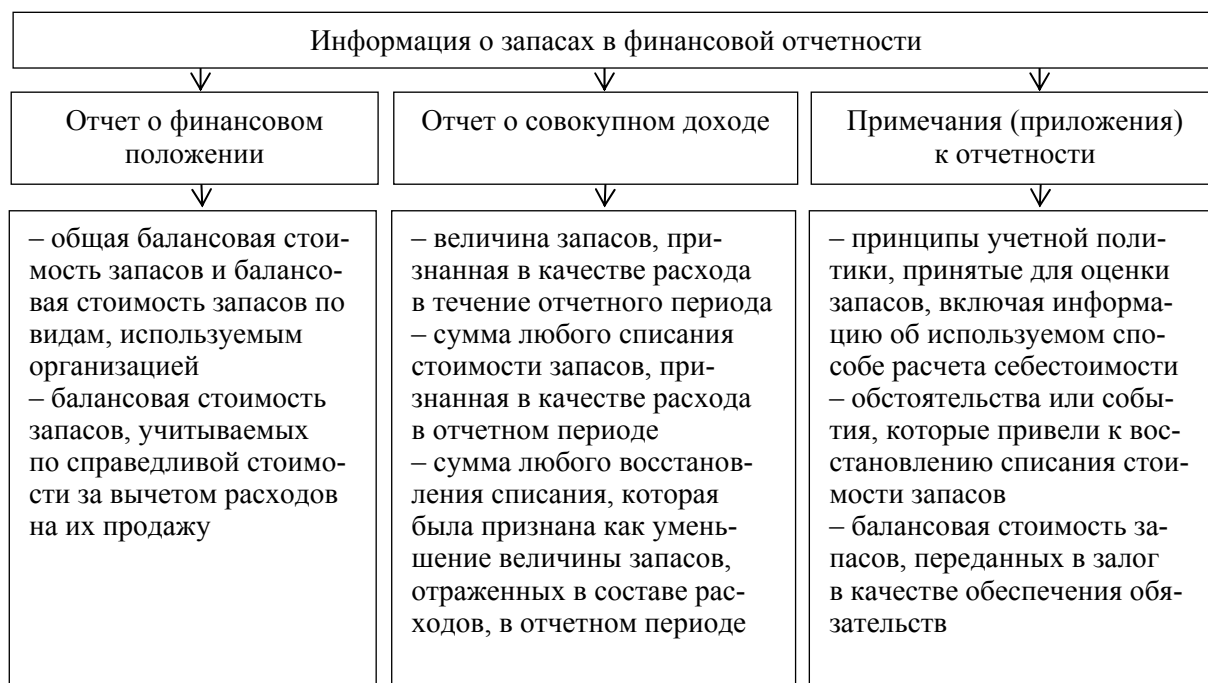 Информация о запасах в финансовой отчетности
Отчет о финансовом
положении
Отчет о совокупном доходе
Примечания (приложения)
к отчетности
– общая балансовая стои-
мость запасов и балансо-
вая стоимость запасов по
видам, используемым
организацией
– балансовая стоимость
запасов, учитываемых
по справедливой стоимо-
сти за вычетом расходов
на их продажу
– величина запасов, при-
знанная в качестве расхода
в течение отчетного периода
– сумма любого списания
стоимости запасов, при-
знанная в качестве расхода
в отчетном периоде
– сумма любого восстанов-
ления списания, которая
была признана как умень-
шение величины запасов,
отраженных в составе рас-
ходов, в отчетном периоде
– принципы учетной поли-
тики, принятые для оценки
запасов, включая информа-
цию об используемом спо-
собе расчета себестоимости
– обстоятельства или собы-
тия, которые привели к вос-
становлению списания стои-
мости запасов
– балансовая стоимость за-
пасов, переданных в залог
в качестве обеспечения обя-
зательств